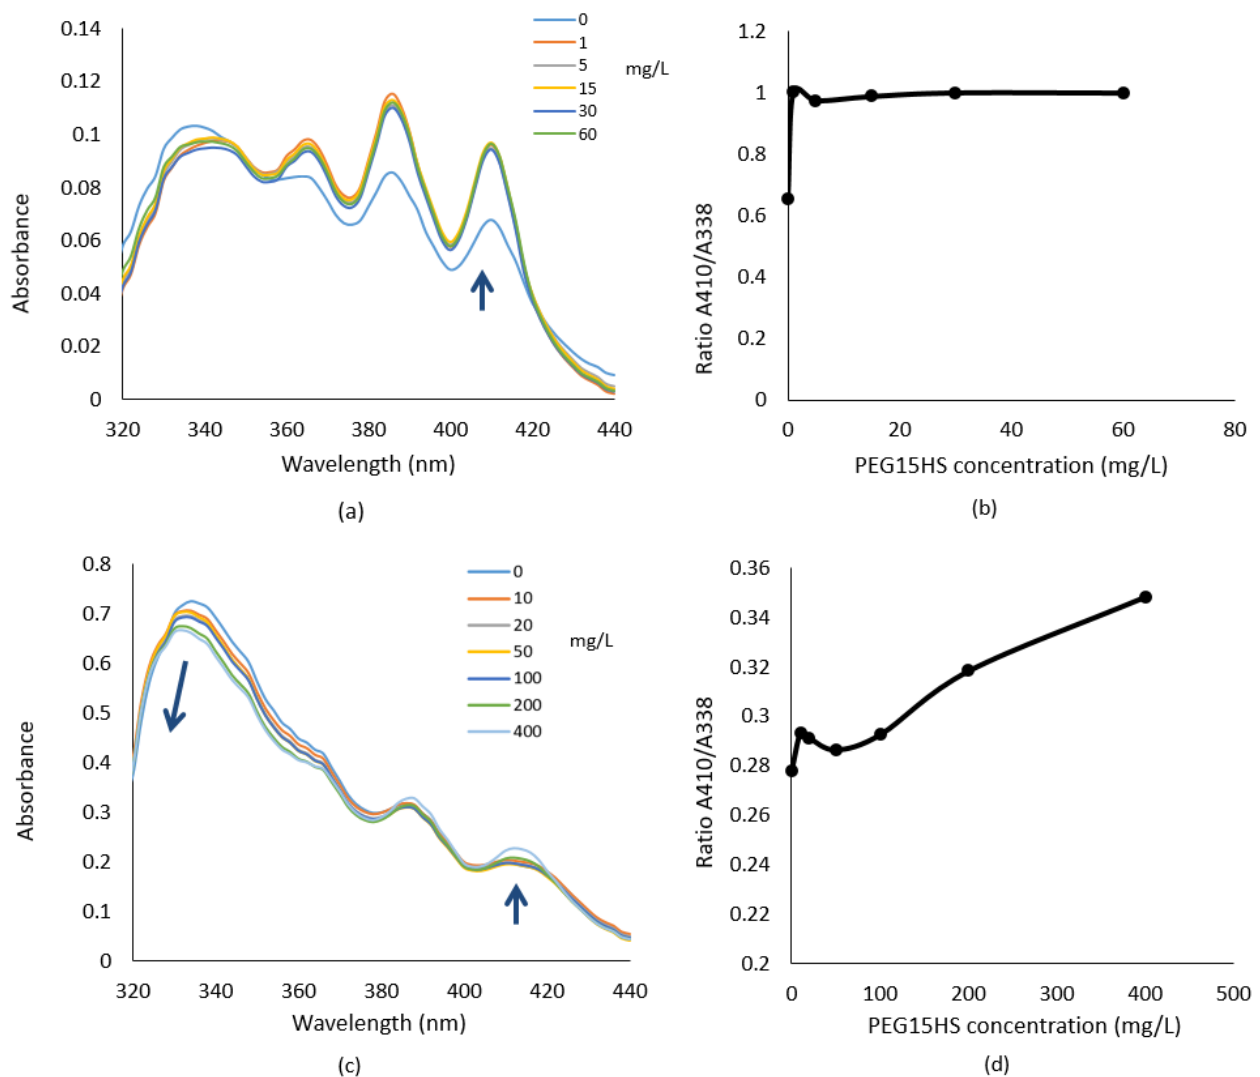 0.14
0.12
0.1
0.08
0.06
0.04
0.02
0
Absorbance
320 340 360 380 400 420 440
Wavelength (nm)
0
1
5
15
30
60
mg/L
(a)
1.2
1
0.8
0.6
0.4
0.2
0
Ratio A410/A338
0 20 40 60 80
PEG15HS concentration (mg/L)
(b)
0.8
0.7
0.6
0.5
0.4
0.3
0.2
0.1
0
Absorbance
320 340 360 380 400 420 440
Wavelength (nm)
0
10
20
50
100
200
400
mg/L
(c)
0.36
0.34
0.32
0.3
0.28
0.26
0.24
0.22
0.2
Ratio A410/A338
0 100 200 300 400 500
PEG15HS concentration (mg/L)
(d)